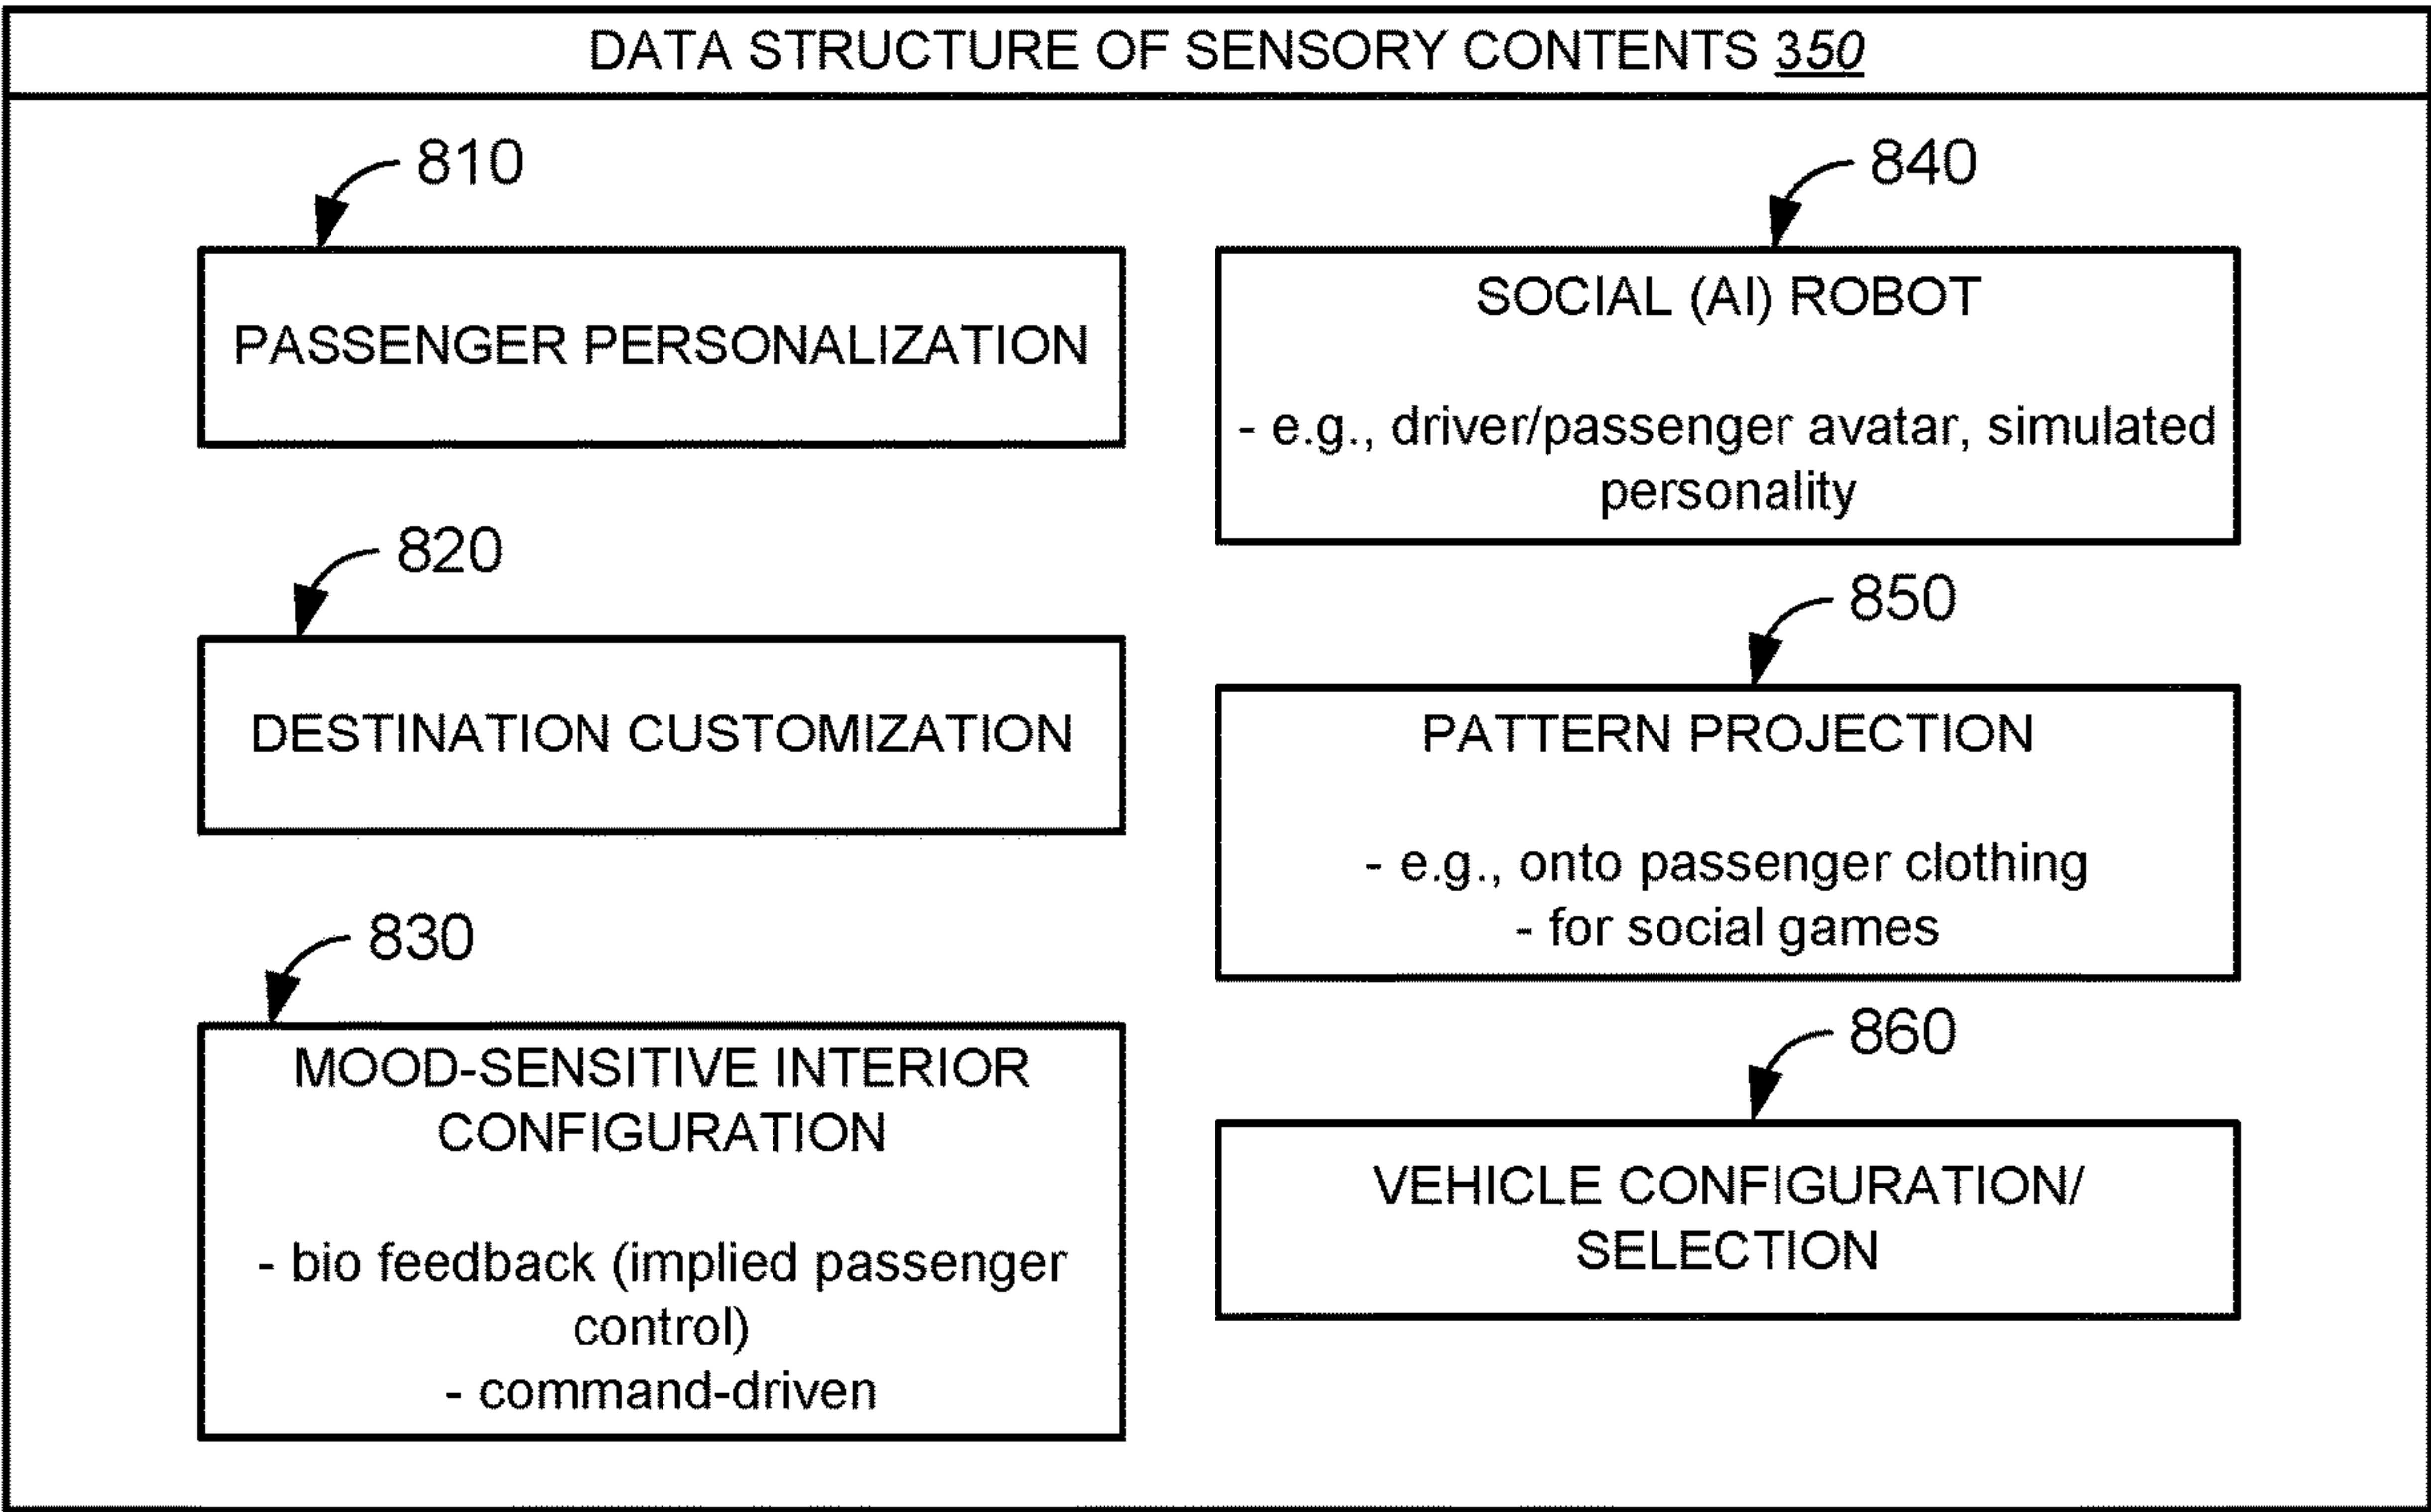 DATA STRUCTURE OF SENSORY CONTENTS 350
810
PASSENGER PERSONALIZATION
820
DESTINATION CUSTOMIZATION
830
MOOD-SENSITIVE INTERIOR
CONFIGURATION
- bio feedback (implied passenger
control)
- command-driven
840
SOCIAL (AI) ROBOT
- e.g., driver/passenger avatar, simulated
personality
850
PATTERN PROJECTION
- e.g., onto passenger clothing
- for social games
860
VEHICLE CONFIGURATION/
SELECTION